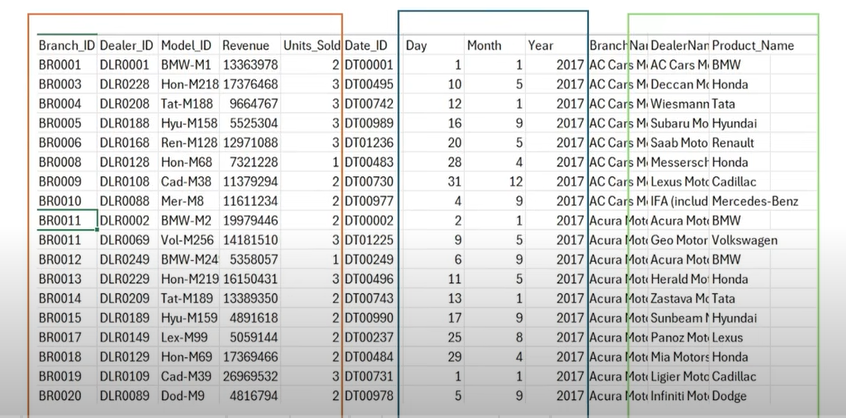 Branch_ID Dealer_ID Model_ID Revenue Units_Sold Date_ID Day Month Year BranchNa DealerNar Product_Name
BR0001 DLR0001 BMW-M1 13363978 2 DT00001 1 1 2017 AC Cars M AC Cars M BMW
BR0003 DLR0228 Hon-M218 17376468 3 DT00495 10 5 2017 AC Cars M Deccan Mo Honda
BR0004 DLR0208 Tat-M188 9664767 3 DT00742 12 1 2017 AC Cars M Wiesmann Tata
BR0005 DLR0188 Hyu-M158 5525304 3 DT00989 16 9 2017 AC Cars M Subaru Mo Hyundai
BR0006 DLR0168 Ren-M128 12971088 3 DT01236 20 5 2017 AC Cars M Saab Moto Renault
BR0008 DLR0128 Hon-M68 7321228 1 DT00483 28 4 2017 AC Cars M Messersch Honda
BR0009 DLR0108 Cad-M38 11379294 2 DT00730 31 12 2017 AC Cars M Lexus Moto Cadillac
BR0010 DLR0088 Mer-M8 11611234 2 DT00977 4 9 2017 AC Cars M IFA (includ Mercedes-Benz
BR0011 DLR0002 BMW-M2 19979446 2 DT00002 2 1 2017 Acura Mot Acura Mot BMW
BR0011 DLR0069 Vol-M256 14181510 3 DT01225 9 5 2017 Acura Mot Geo Motor Volkswagen
BR0012 DLR0249 BMW-M24 5358057 1 DT00249 6 9 2017 Acura Mot Acura Mot BMW
BR0013 DLR0229 Hon-M219 16150431 3 DT00496 11 5 2017 Acura Mot Herald Mo Honda
BR0014 DLR0209 Tat-M189 13389350 2 DT00743 13 1 2017 Acura Mot Zastava Mo Tata
BR0015 DLR0189 Hyu-M159 4891618 2 DT00990 17 9 2017 Acura Mot Sunbeam M Hyundai
BR0017 DLR0149 Lex-M99 5059144 2 DT00237 25 8 2017 Acura Mot Panoz Mot Lexus
BR0018 DLR0129 Hon-M69 17369466 2 DT00484 29 4 2017 Acura Mot Mia Motors Honda
BR0019 DLR0109 Cad-M39 26969532 3 DT00731 1 1 2017 Acura Mot Ligier Mot Cadillac
BR0020 DLR0089 Dod-M9 4816794 2 DT00978 5 9 2017 Acura Mot Infiniti Mot Dodge